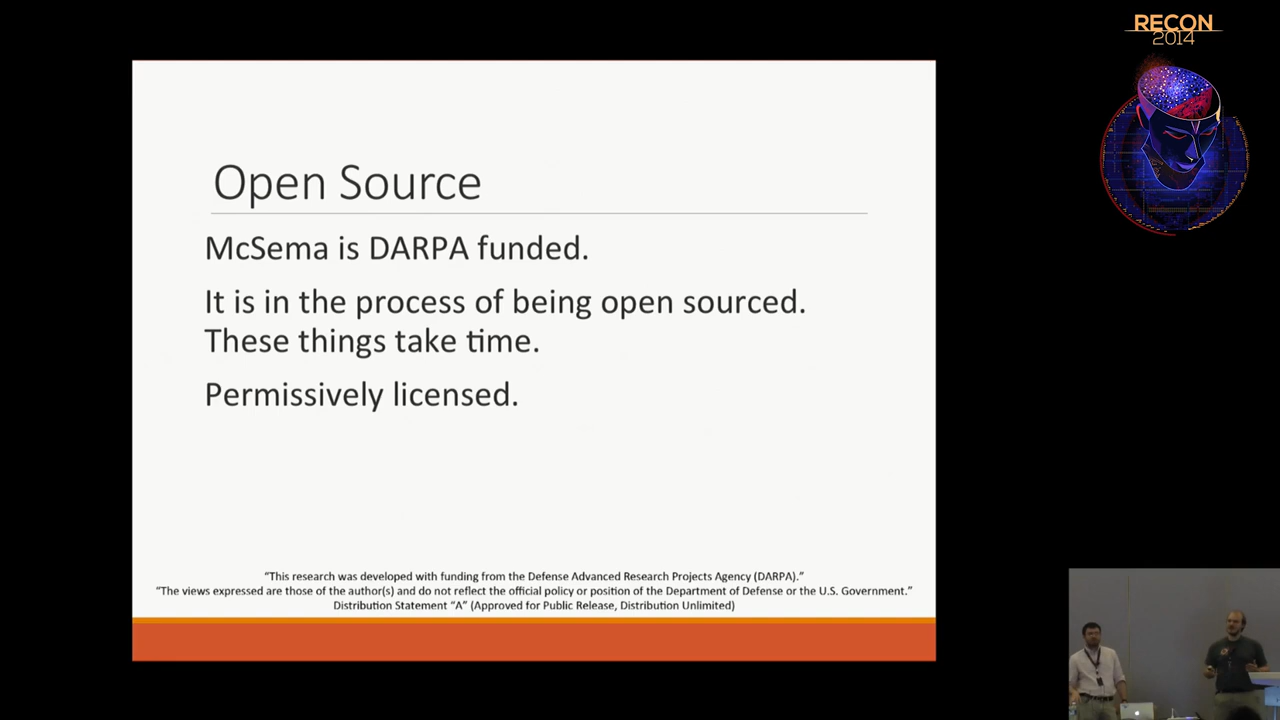 RECON
2014
Open Source
McSema is DARPA funded.
It is in the process of being open sourced.
These things take time.
Permissively licensed.
“This research was developed with funding from the Defense Advanced Research Projects Agency (DARPA).”
“The views expressed are those of the author(s) and do not reflect the official policy or position of the Department of Defense or the U.S. Government.”
Distribution Statement “A” (Approved for Public Release, Distribution Unlimited)